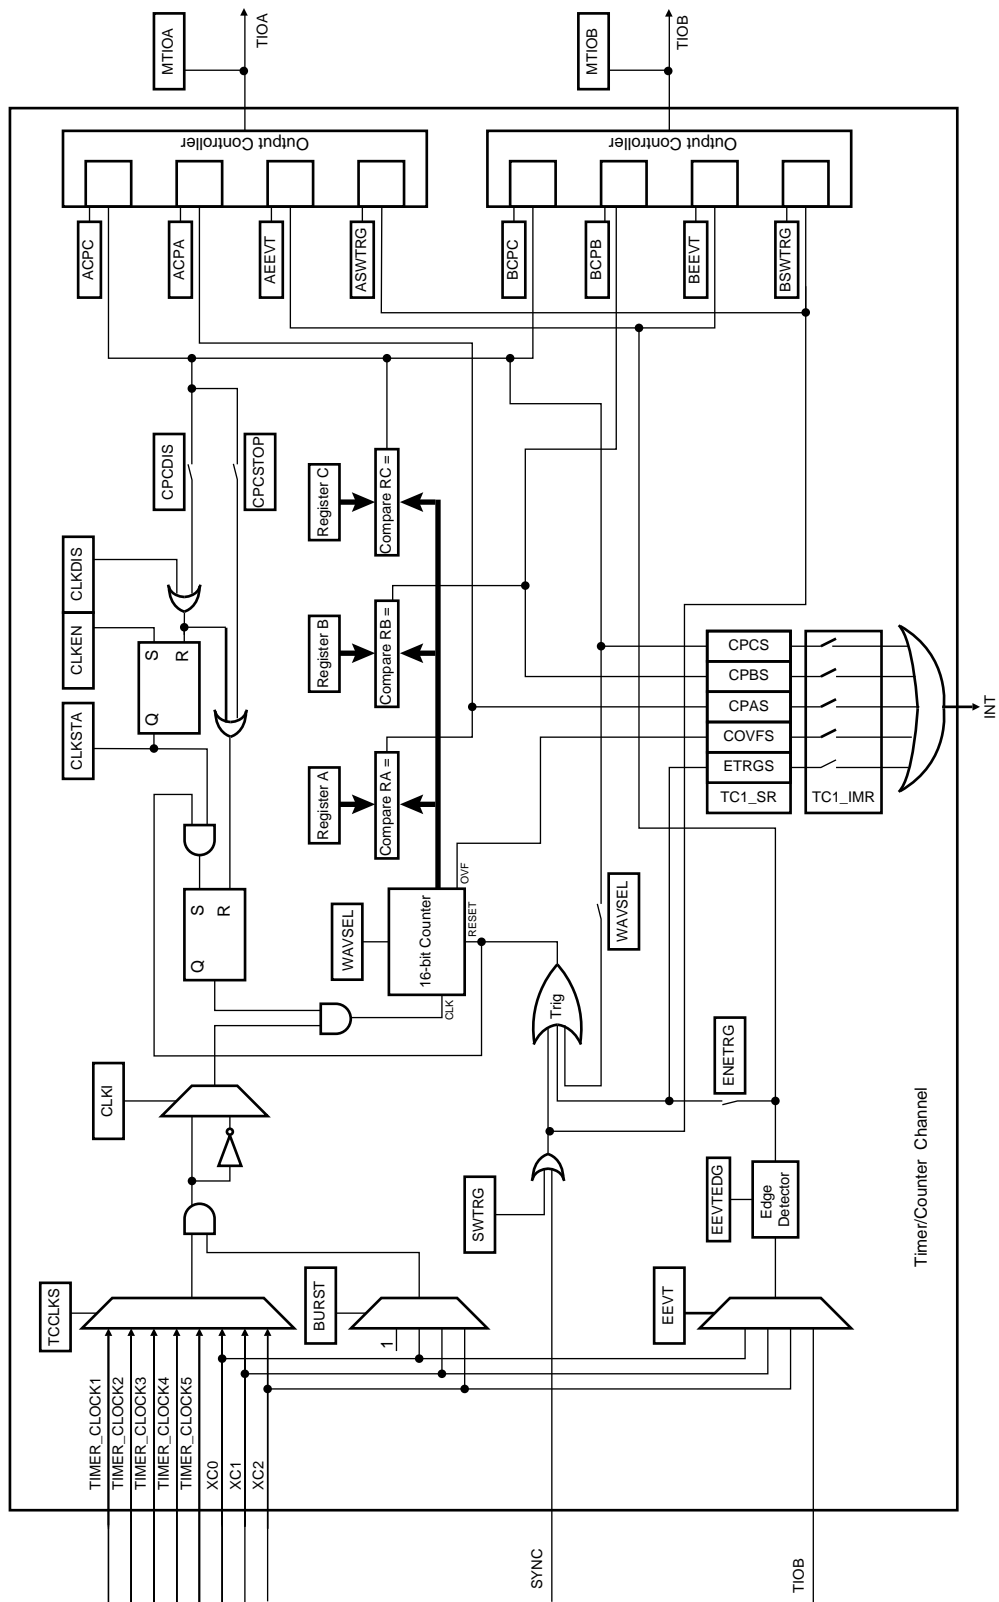 TCCLKS
TIMER_CLOCK1
TIMER_CLOCK2
TIMER_CLOCK3
TIMER_CLOCK4
TIMER_CLOCK5
XC0
XC1
XC2
CLKI
CLKSTA
CLKEN
CLKDIS
Q
S
R
CPCDIS
CPCSTOP
Q
S
R
ACPC
ACPA
AEEVT
ASWTRG
Output Controller
MTIOA
TIOA
BURST
1
WAVSEL
16-bit Counter
CLK
RESET
OVF
Register A
Compare RA =
Register B
Compare RB =
Register C
Compare RC =
SWTRG
SYNC
Trig
WAVSEL
BCPC
BCPB
BEEVT
BSWTRG
Output Controller
MTIOB
TIOB
EEVT
TIOB
EEVTEDG
Edge
Detector
ENETRG
CPCS
CPBS
CPAS
COVFS
ETRGS
TC1_SR
TC1_IMR
INT
Timer/Counter Channel